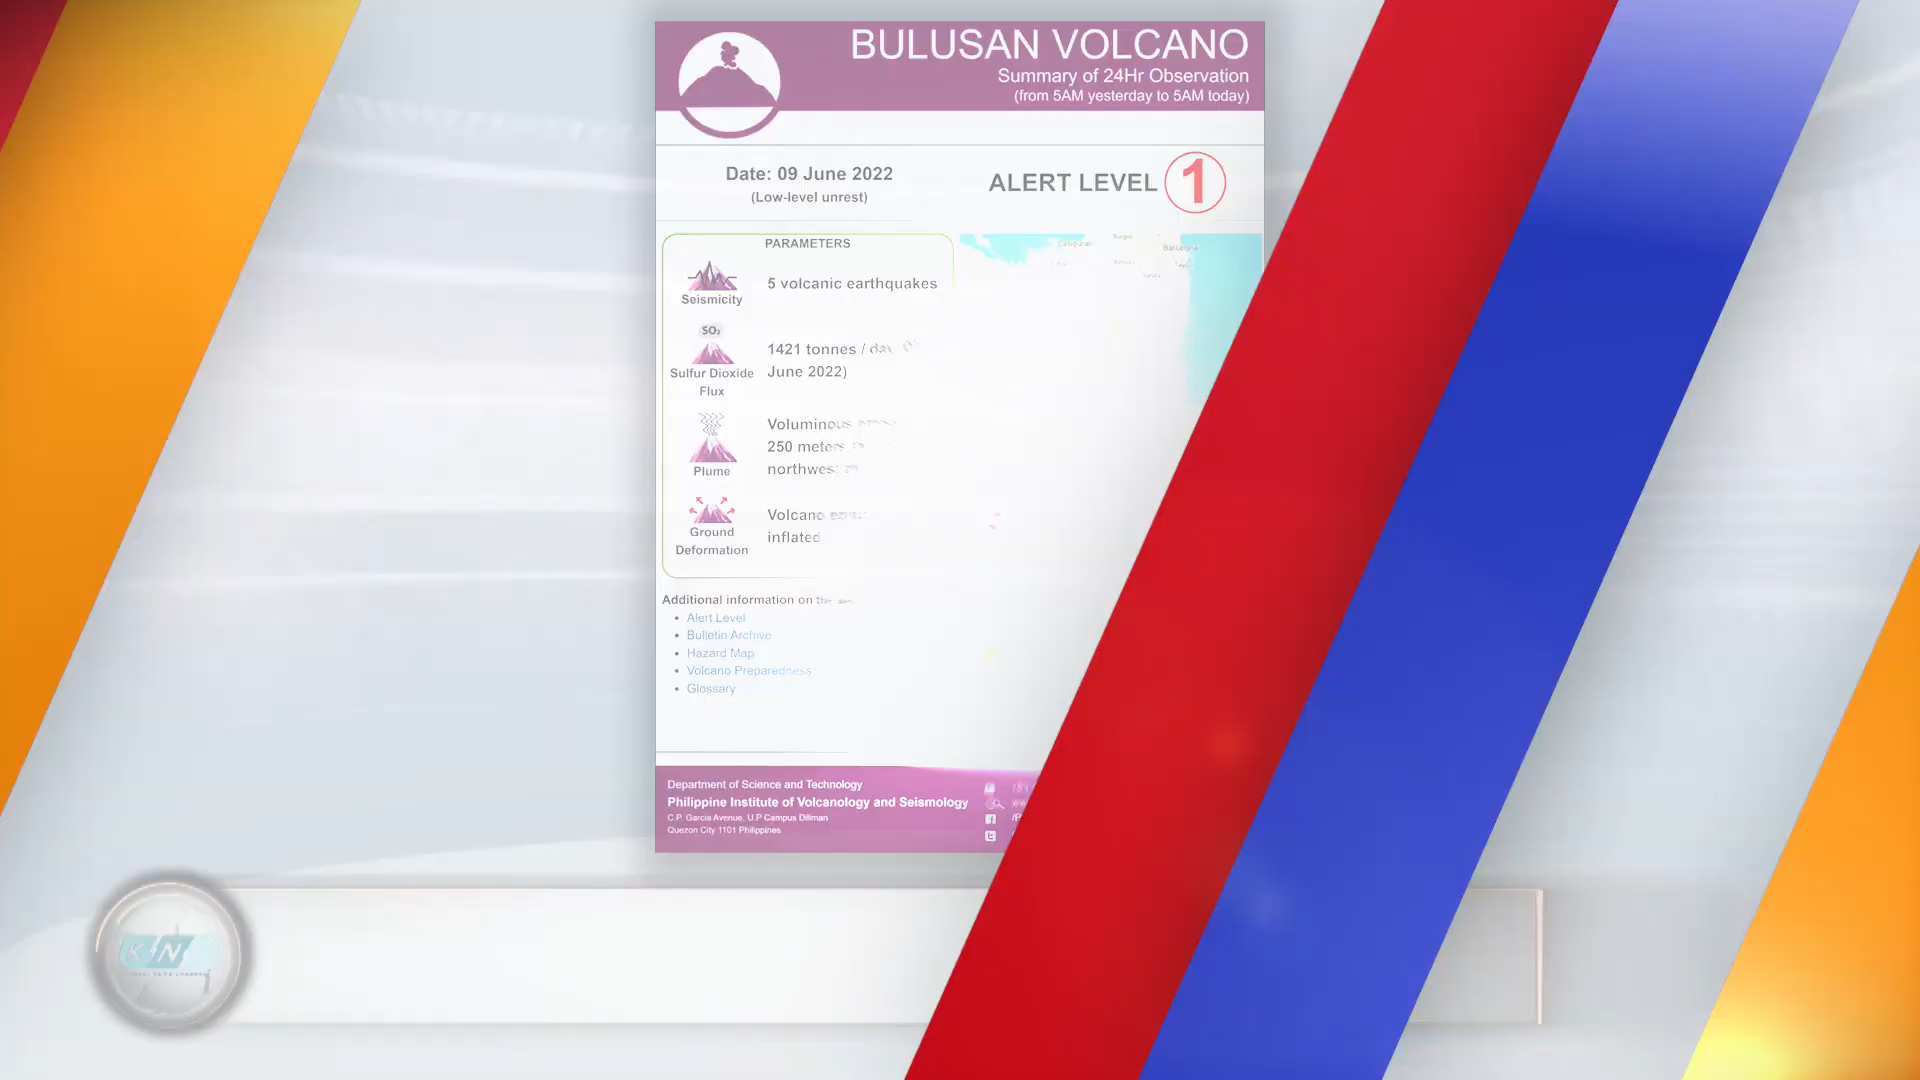 BULUSAN VOLCANO
Summary of 24Hr Observation
(from 5AM yesterday to 5AM today)
Date: 09 June 2022
(Low-level unrest)
ALERT LEVEL 1
PARAMETERS
Seismicity
5 volcanic earthquakes
SO₂
Sulfur Dioxide
Flux
1421 tonnes / day
June 2022)
Plume
Voluminous
250 meters
northwest
Ground
Deformation
Volcano
inflated
Additional information on
• Alert Level
• Bulletin Archive
• Hazard Map
• Volcano Preparedness
• Glossary
Barcelona
Department of Science and Technology
Philippine Institute of Volcanology and Seismology
C.P. Garcia Avenue, U.P Campus Diliman
Quezon City 1101 Philippines